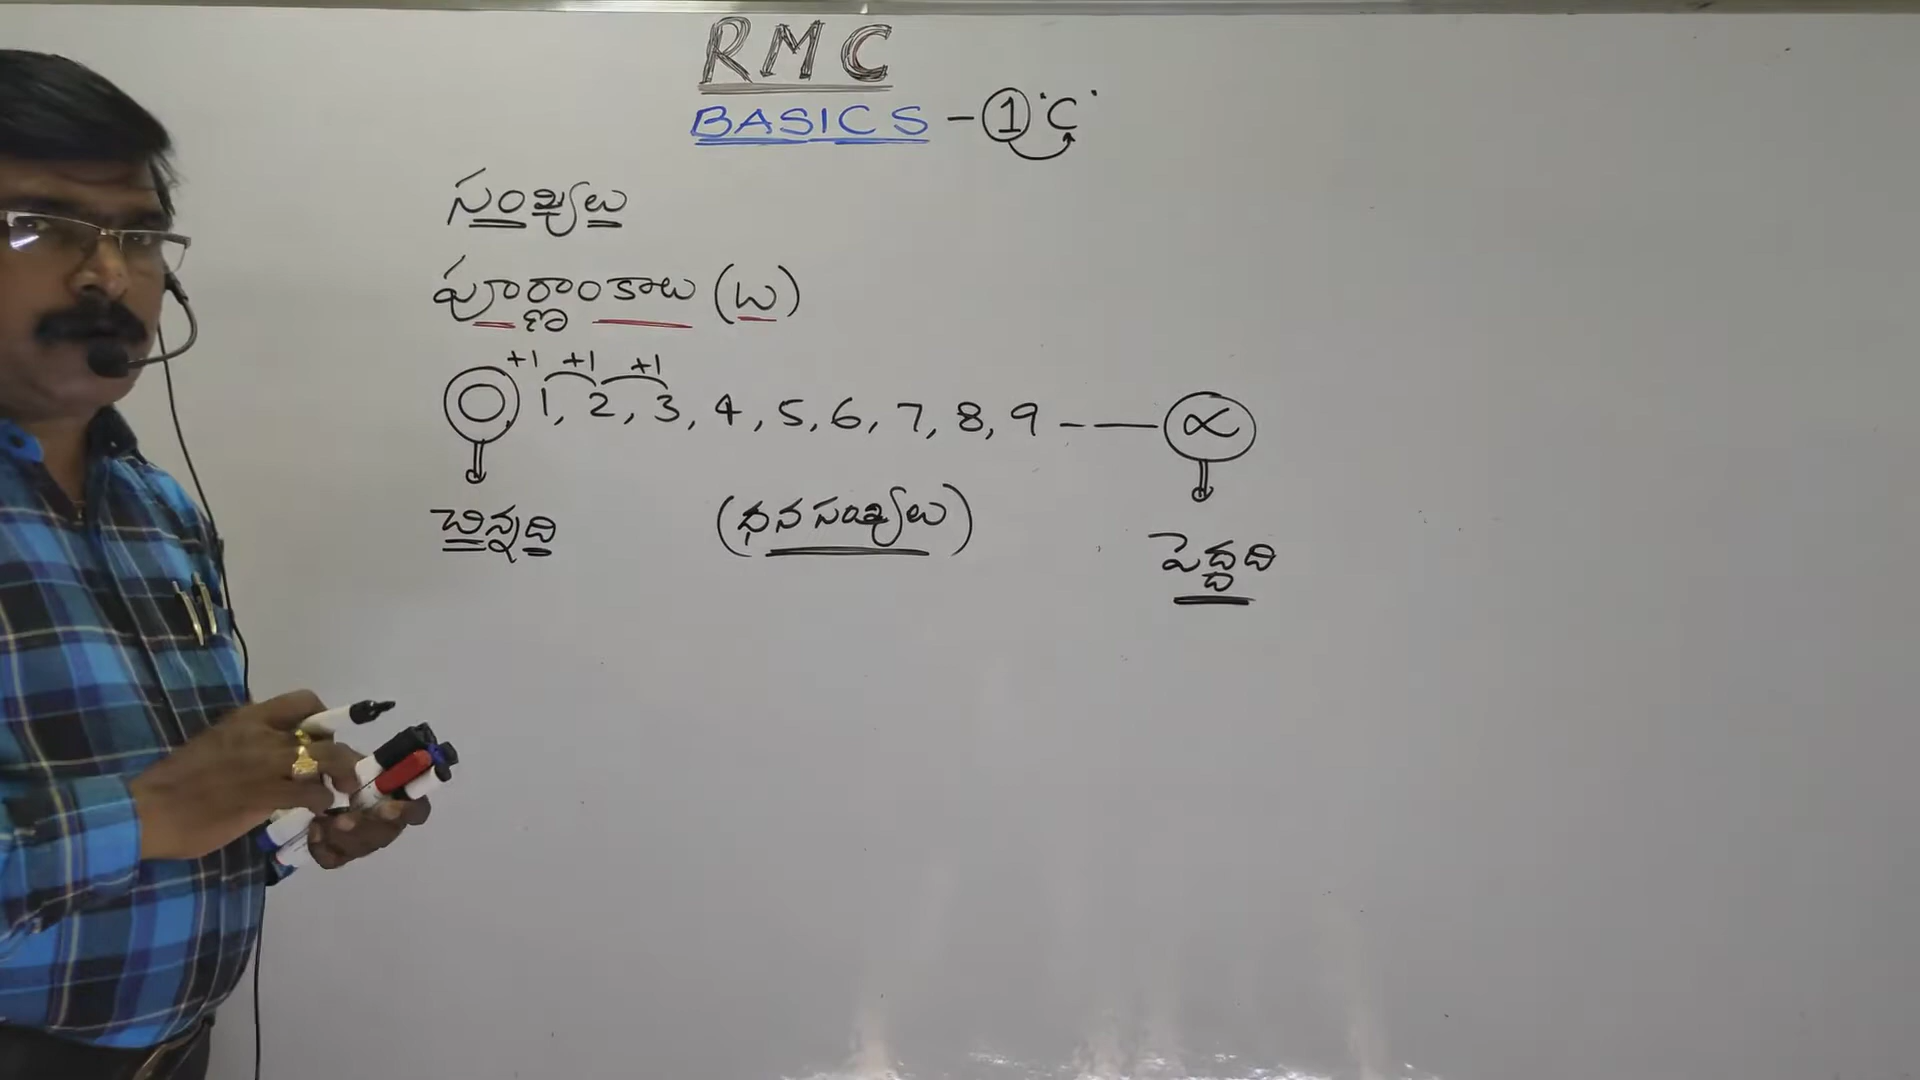 RMC
BASICS - 1 'C'
సంఖ్యలు
పూర్ణాంకాలు (W)
+1 +1 +1
0 1, 2, 3, 4, 5, 6, 7, 8, 9 - — ∝
చిన్నది (ధనసంఖ్యలు) పెద్దది